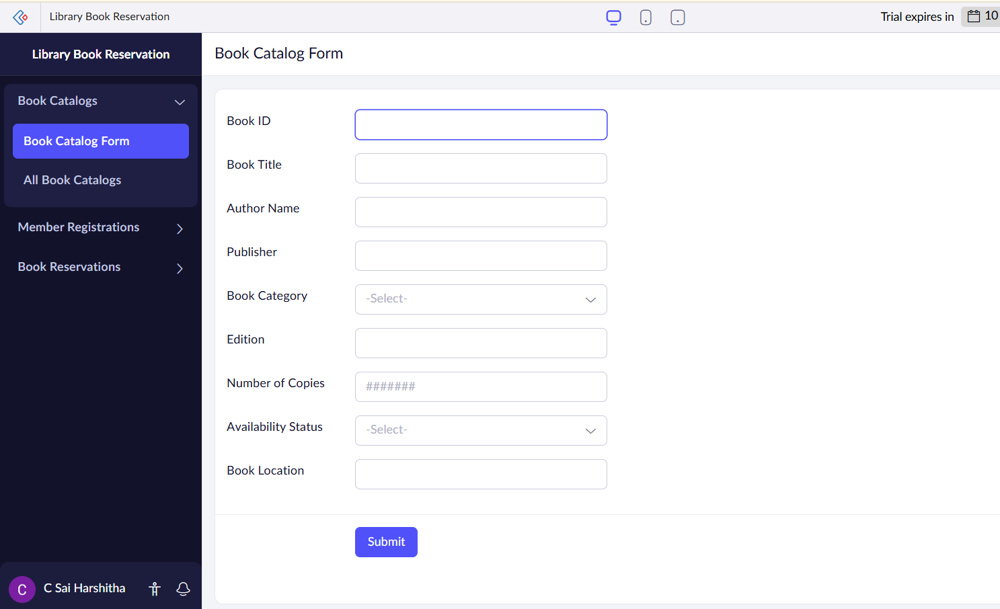 Library Book Reservation
Trial expires in 10
Library Book Reservation
Book Catalogs
Book Catalog Form
All Book Catalogs
Member Registrations
Book Reservations
C
C Sai Harshitha
Book Catalog Form
Book ID
Book Title
Author Name
Publisher
Book Category
-Select-
Edition
Number of Copies
#######
Availability Status
-Select-
Book Location
Submit